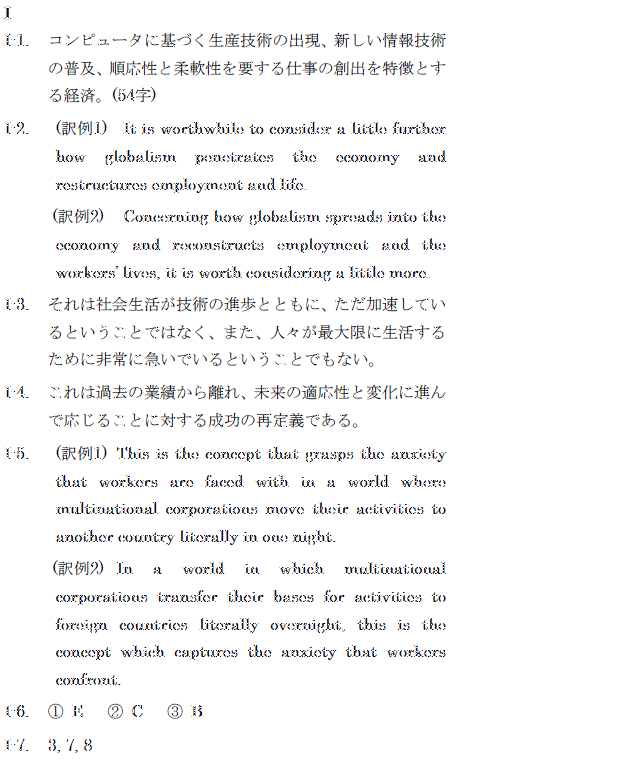 I
I-1. コンピュータに基づく生産技術の出現、新しい情報技術
の普及、順応性と柔軟性を要する仕事の創出を特徴とす
る経済。(54字)
I-2. (訳例1) It is worthwhile to consider a little further
how globalism penetrates the economy and
restructures employment and life.
(訳例2) Concerning how globalism spreads into the
economy and reconstructs employment and the
workers' lives, it is worth considering a little more.
I-3. それは社会生活が技術の進歩とともに、ただ加速してい
るということではなく、また、人々が最大限に生活する
ために非常に急いでいるということでもない。
I-4. これは過去の業績から離れ、未来の適応性と変化に進ん
で応じることに対する成功の再定義である。
I-5. (訳例1) This is the concept that grasps the anxiety
that workers are faced with in a world where
multinational corporations move their activities to
another country literally in one night.
(訳例2) In a world in which multinational
corporations transfer their bases for activities to
foreign countries literally overnight, this is the
concept which captures the anxiety that workers
confront.
I-6. ① E ② C ③ B
I-7. 3, 7, 8